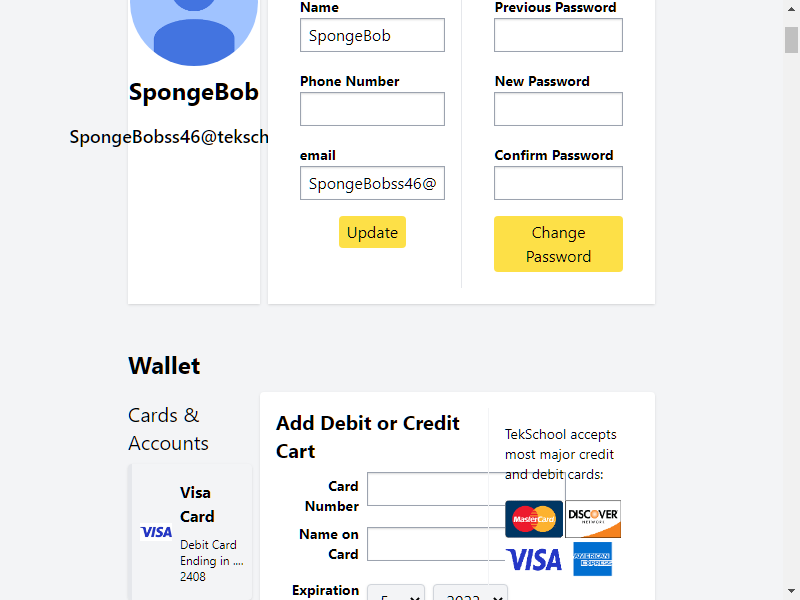 Name
SpongeBob
Phone Number
email
SpongeBobss46@
Update
Previous Password
New Password
Confirm Password
Change
Password
SpongeBob
SpongeBobss46@teksch
Wallet
Cards &
Accounts
VISA
Visa
Card
Debit Card
Ending in ....
2408
Add Debit or Credit
Cart
Card
Number
Name on
Card
Expiration
5
2022
TekSchool accepts
most major credit
and debit cards:
MasterCard
DISCOVER
NETWORK
VISA
AMERICAN
EXPRESS